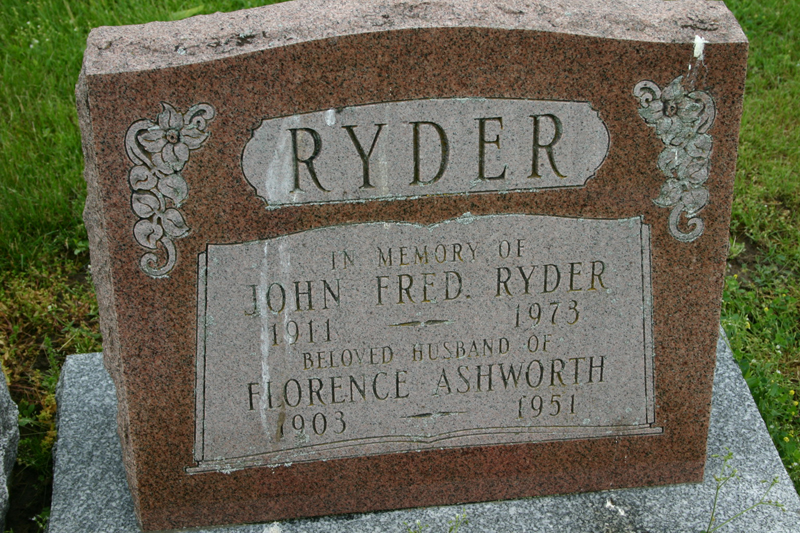 RYDER
IN MEMORY OF
JOHN FRED. RYDER
1911 1973
BELOVED HUSBAND OF
FLORENCE ASHWORTH
1903 1951